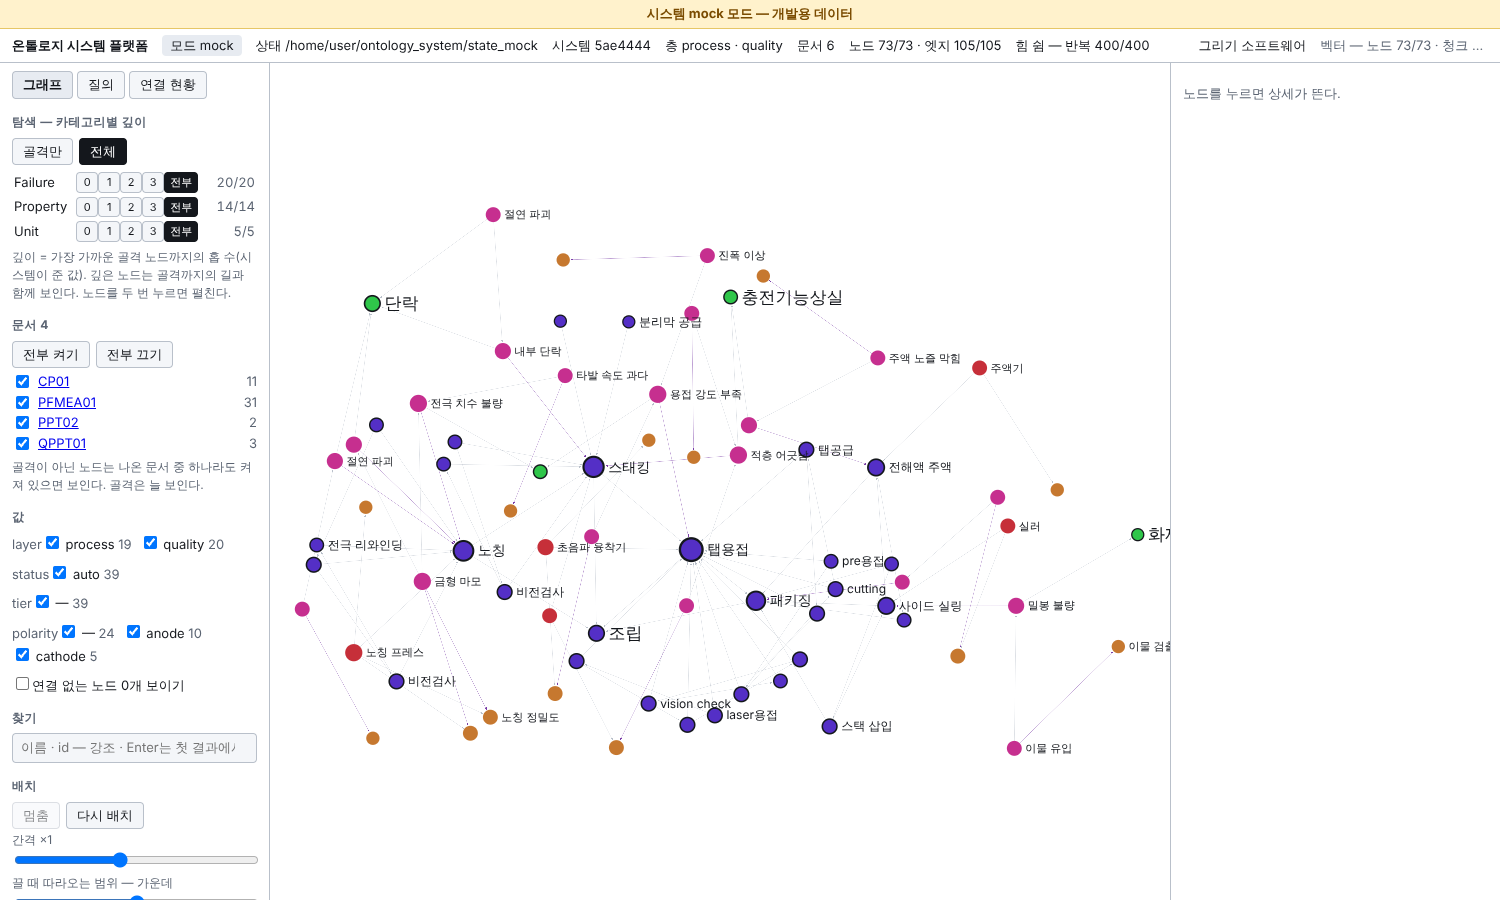 시스템 mock 모드 — 개발용 데이터
온톨로지 시스템 플랫폼 모드 mock 상태 /home/user/ontology_system/state_mock 시스템 5ae4444 층 process · quality 문서 6 노드 73/73 · 엣지 105/105 힘 쉼 — 반복 400/400 그리기 소프트웨어 벡터 — 노드 73/73 · 청크 ...
그래프 질의 연결 현황
탐색 — 카테고리별 깊이
골격만 전체
Failure 0 1 2 3 전부 20/20
Property 0 1 2 3 전부 14/14
Unit 0 1 2 3 전부 5/5
깊이 = 가장 가까운 골격 노드까지의 홉 수(시
스템이 준 값). 깊은 노드는 골격까지의 길과
함께 보인다. 노드를 두 번 누르면 펼친다.
문서 4
전부 켜기 전부 끄기
CP01 11
PFMEA01 31
PPT02 2
QPPT01 3
골격이 아닌 노드는 나온 문서 중 하나라도 켜
져 있으면 보인다. 골격은 늘 보인다.
값
layer process 19 quality 20
status auto 39
tier — 39
polarity — 24 anode 10
cathode 5
연결 없는 노드 0개 보이기
찾기
이름 · id — 강조 · Enter는 첫 결과에
배치
멈춤 다시 배치
간격 ×1
끌 때 따라오는 범위 — 가운데
절연 파괴
진폭 이상
단락
충전기능상실
분리막 공급
내부 단락
주액 노즐 막힘
주액기
타발 속도 과다
용접 강도 부족
전극 치수 불량
탭공급
적층 어긋남
절연 파괴
스태킹
전해액 주액
실러
화재
전극 리와인딩
노칭
초음파 융착기
탭용접
pre용접
금형 마모
비전검사
cutting
패키징
사이드 실링
밀봉 불량
조립
노칭 프레스
이물 검출
비전검사
vision check
노칭 정밀도
laser용접
스택 삽입
이물 유입
노드를 누르면 상세가 뜬다.